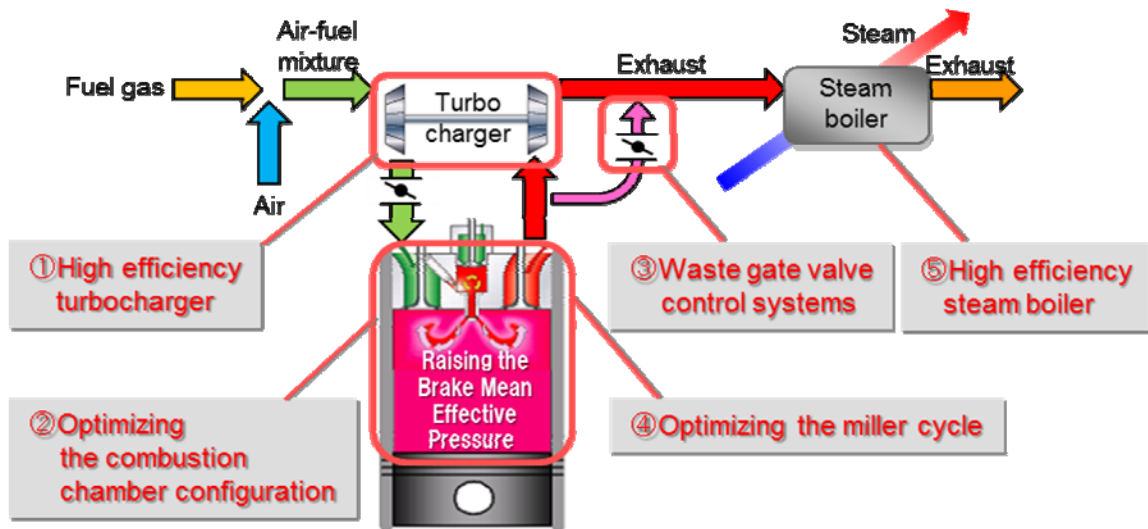 Air-fuel
mixture
Fuel gas
Air
Turbo
charger
Exhaust
Steam
Steam
boiler
Exhaust
①High efficiency
turbocharger
③Waste gate valve
control systems
⑤High efficiency
steam boiler
Raising the
Brake Mean
Effective
Pressure
②Optimizing
the combustion
chamber configuration
④Optimizing the miller cycle